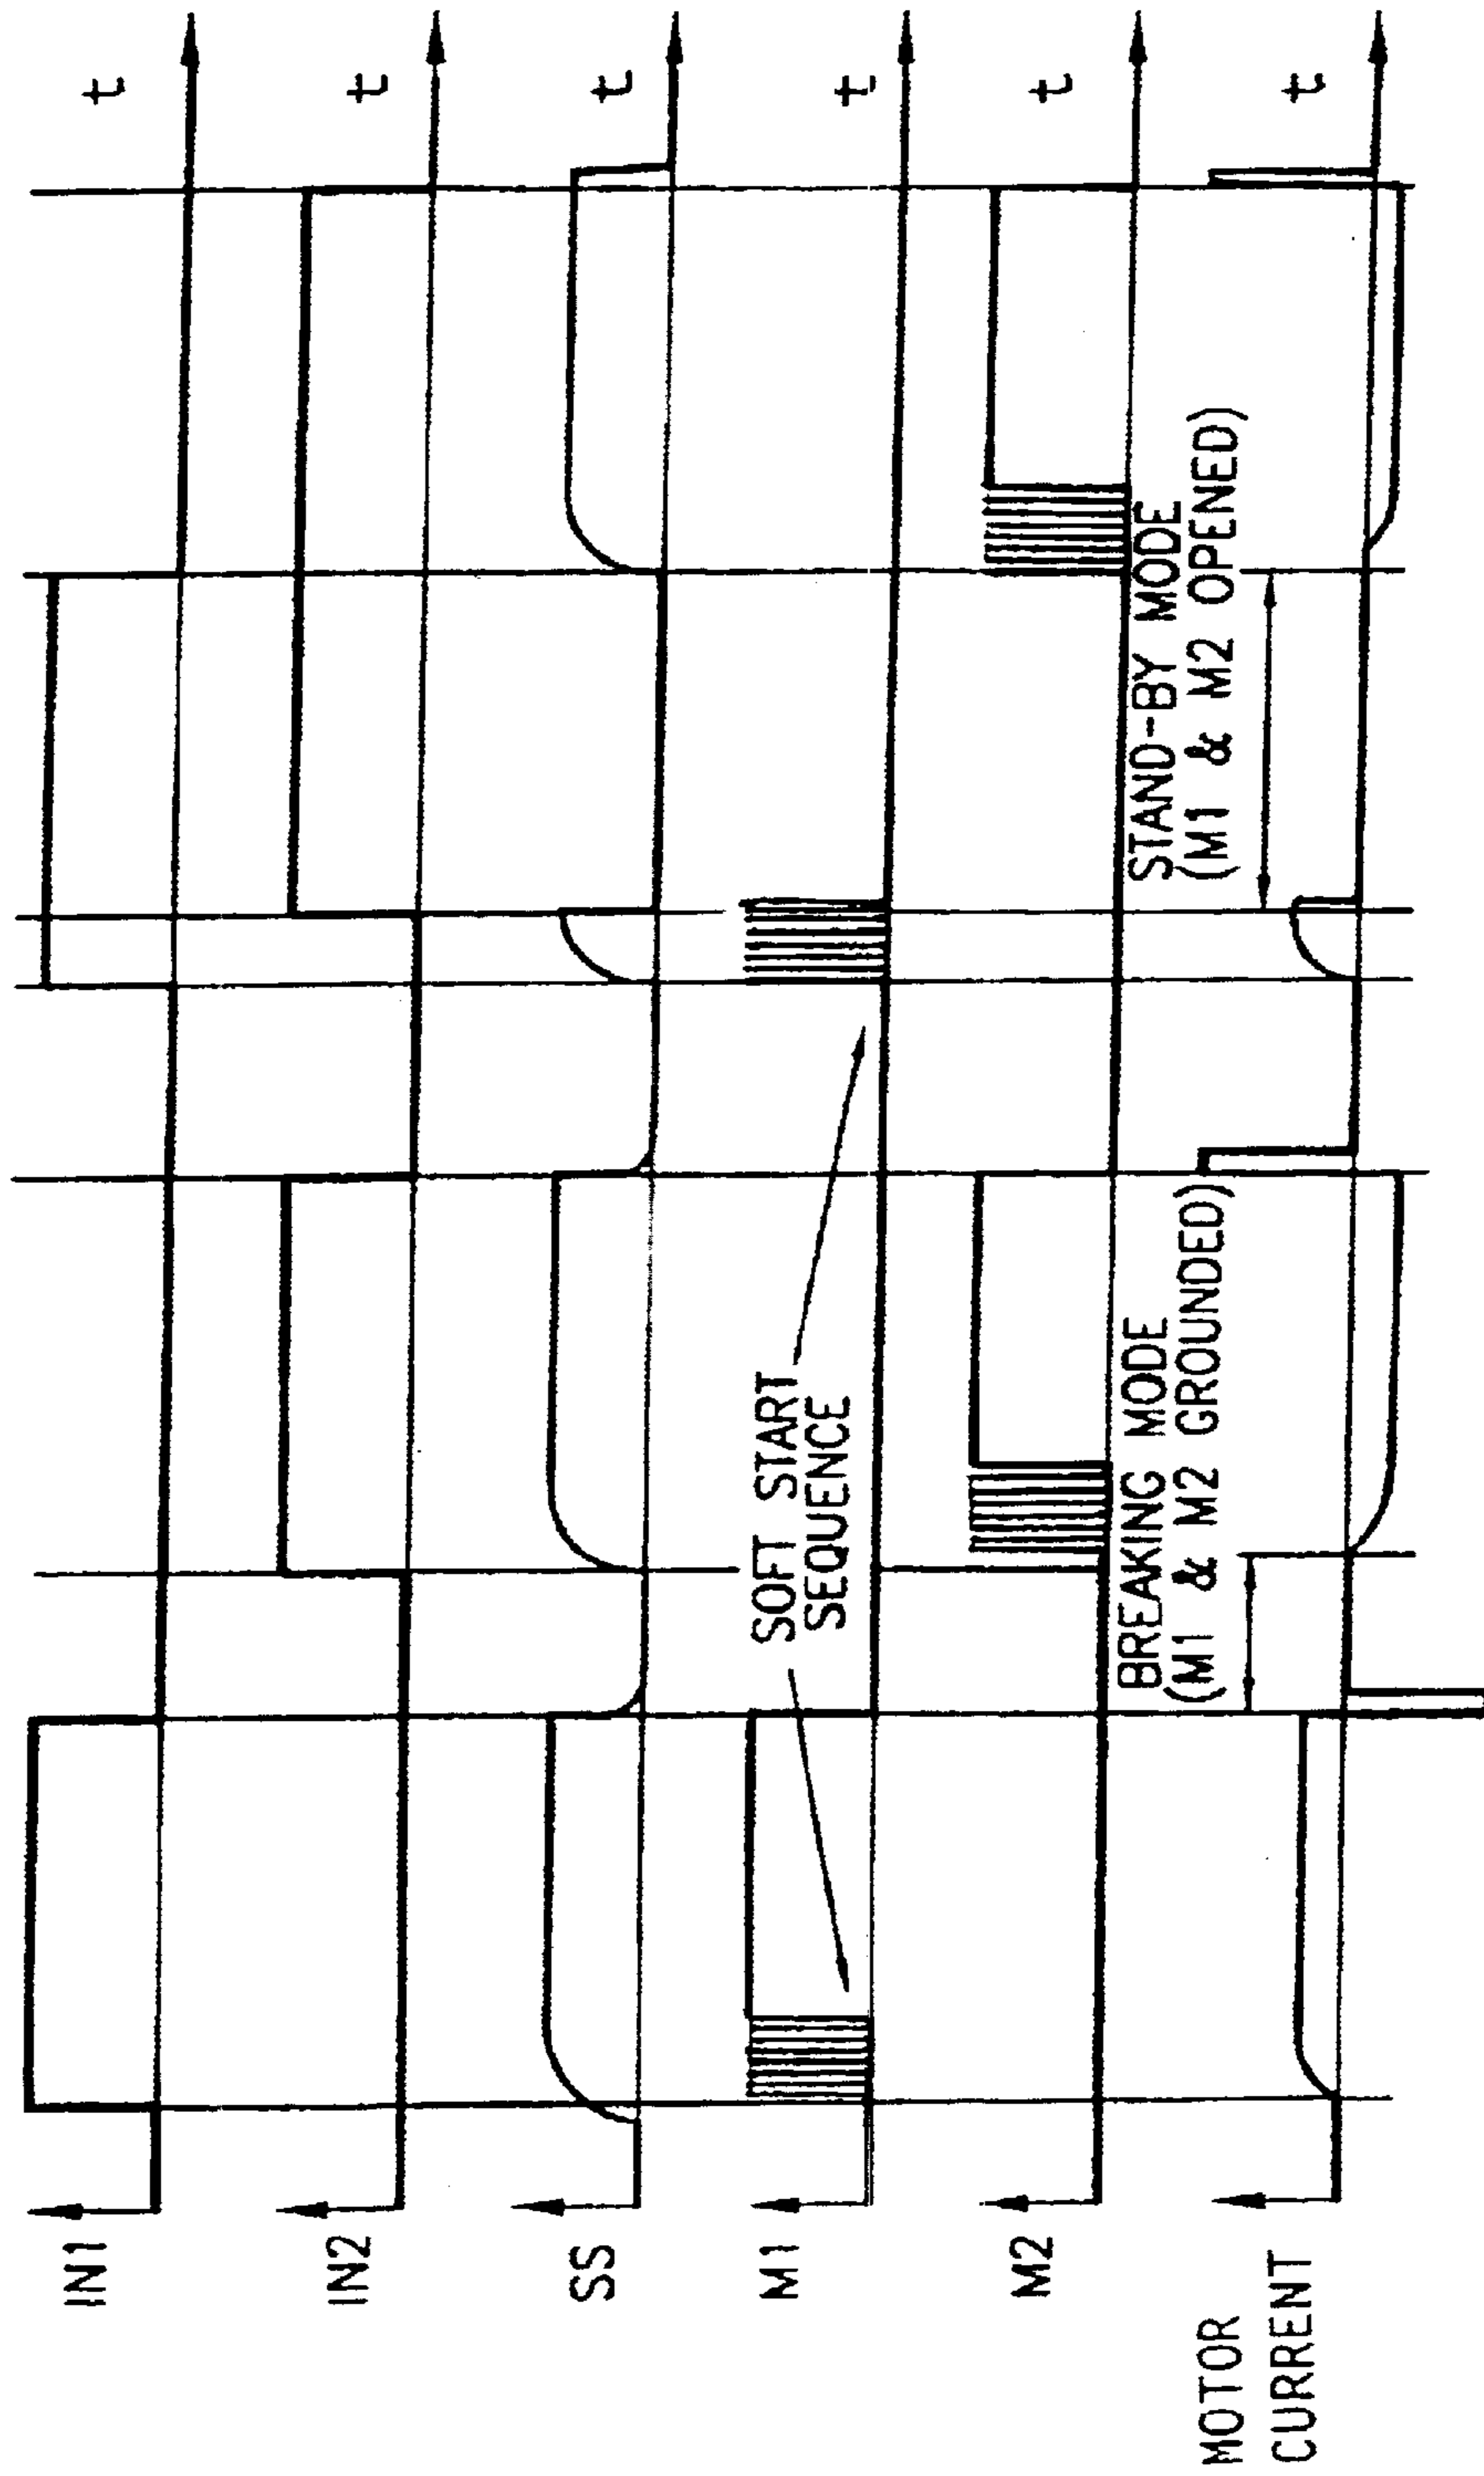 IN1
t
IN2
t
SS
t
M1
t
SOFT START
SEQUENCE
M2
t
BREAKING MODE
(M1 & M2 GROUNDED)
STAND-BY MODE
(M1 & M2 OPENED)
MOTOR
CURRENT
t